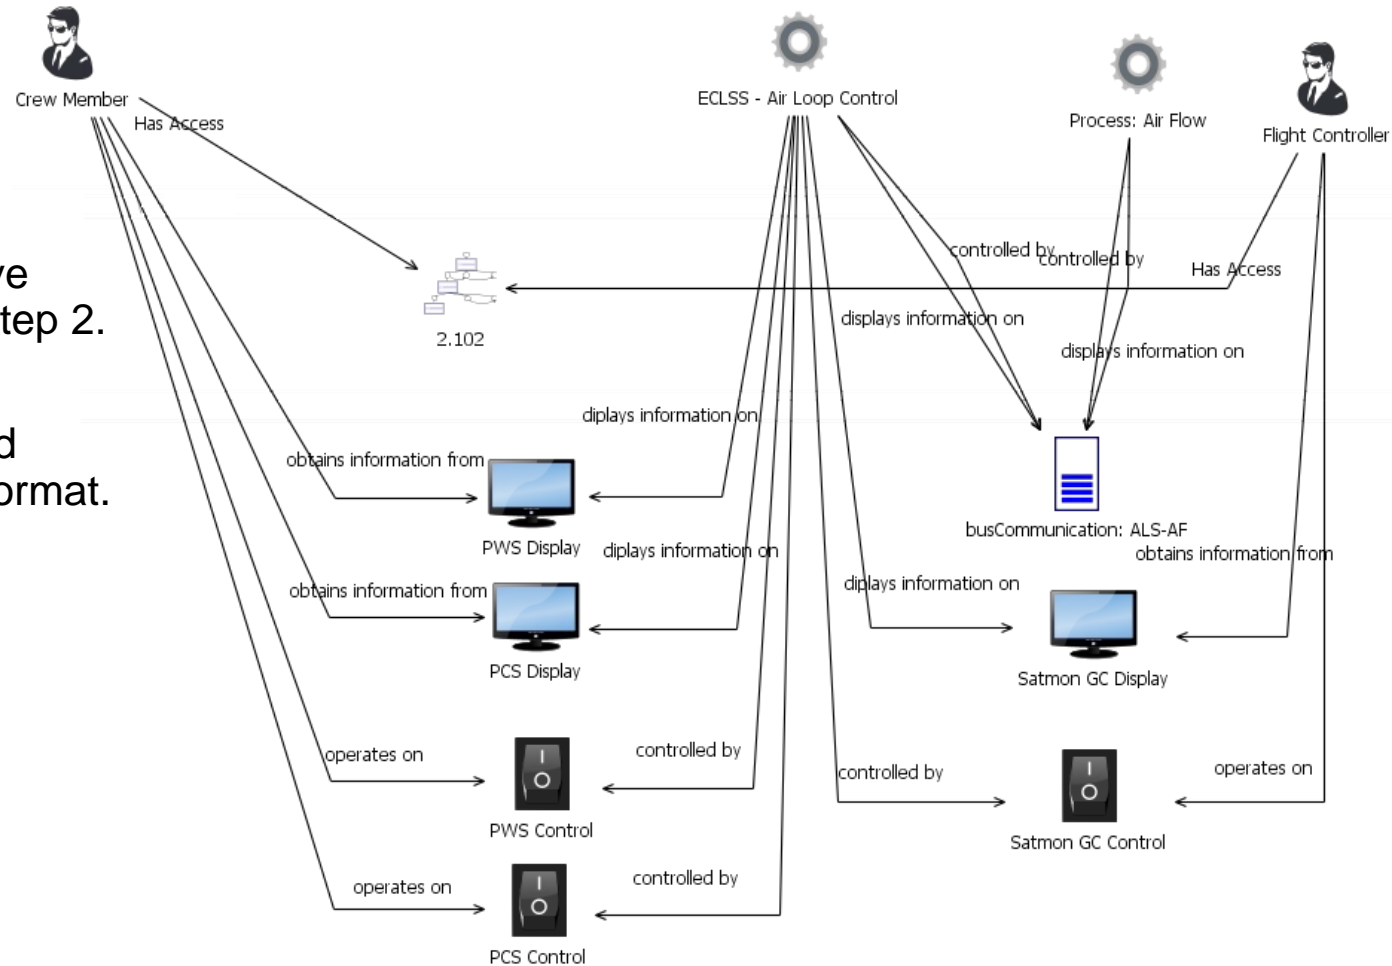 Crew Member
Has Access
ECLSS - Air Loop Control
Process: Air Flow
Flight Controller
ve
tep 2.
d
ormat.
controlled by
controlled by
Has Access
2.102
displays information on
displays information on
diplays information on
obtains information from
PWS Display
busCommunication: ALS-AF
diplays information on
obtains information from
obtains information from
diplays information on
PCS Display
Satmon GC Display
operates on
controlled by
controlled by
operates on
I
O
I
O
PWS Control
Satmon GC Control
operates on
controlled by
I
O
PCS Control